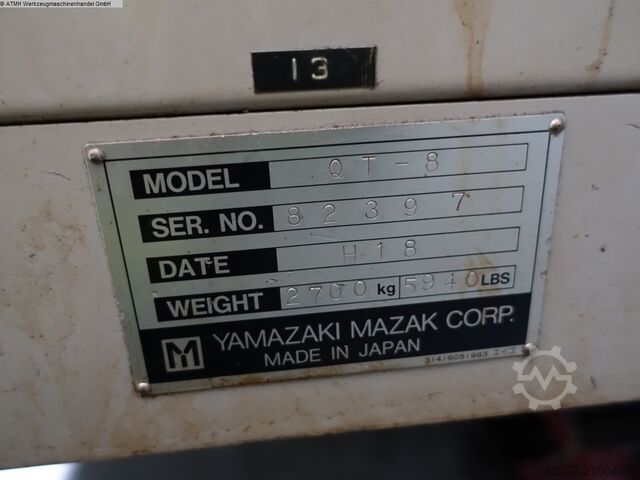 © ATMH Werkzeugmaschinenhandel GmbH
13
MODEL QT-8
SER. NO. 82397
DATE H18
WEIGHT 2700 kg 5940 LBS
YAMAZAKI MAZAK CORP.
MADE IN JAPAN